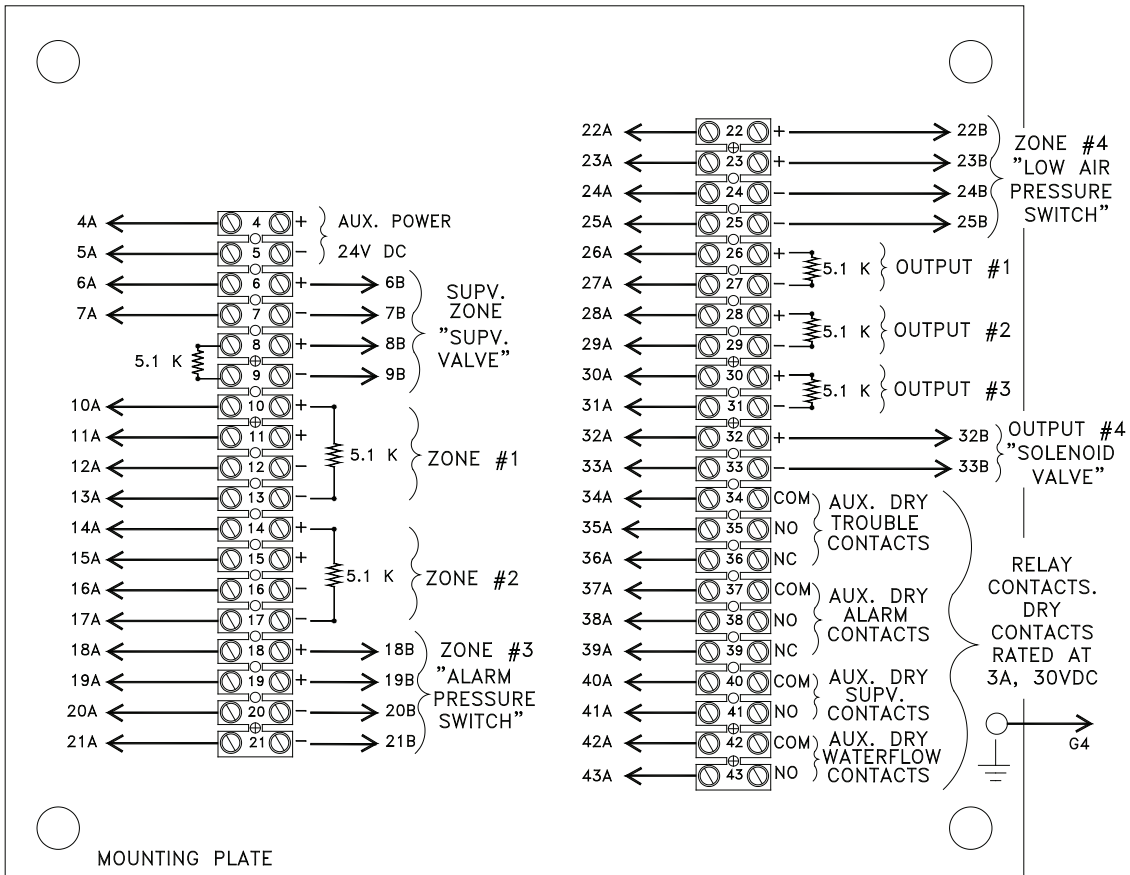 4A 4 + AUX. POWER
5A 5 - 24V DC
6A 6 + 6B
7A 7 - 7B
8 + 8B
9 - 9B
5.1 K
SUPV.
ZONE
"SUPV.
VALVE"
10A 10 +
11A 11 +
12A 12 -
13A 13 -
5.1 K ZONE #1
14A 14 +
15A 15 +
16A 16 -
17A 17 -
5.1 K ZONE #2
18A 18 + 18B
19A 19 + 19B
20A 20 - 20B
21A 21 - 21B
ZONE #3
"ALARM
PRESSURE
SWITCH"
22A 22 + 22B
23A 23 + 23B
24A 24 - 24B
25A 25 - 25B
ZONE #4
"LOW AIR
PRESSURE
SWITCH"
26A 26 +
27A 27 -
5.1 K OUTPUT #1
28A 28 +
29A 29 -
5.1 K OUTPUT #2
30A 30 +
31A 31 -
5.1 K OUTPUT #3
32A 32 + 32B
33A 33 - 33B
OUTPUT #4
"SOLENOID
VALVE"
34A 34 COM
35A 35 NO
36A 36 NC
AUX. DRY
TROUBLE
CONTACTS
37A 37 COM
38A 38 NO
39A 39 NC
AUX. DRY
ALARM
CONTACTS
40A 40 COM
41A 41 NO
AUX. DRY
SUPV.
CONTACTS
42A 42 COM
43A 43 NO
AUX. DRY
WATERFLOW
CONTACTS
RELAY
CONTACTS.
DRY
CONTACTS
RATED AT
3A, 30VDC
G4
MOUNTING PLATE